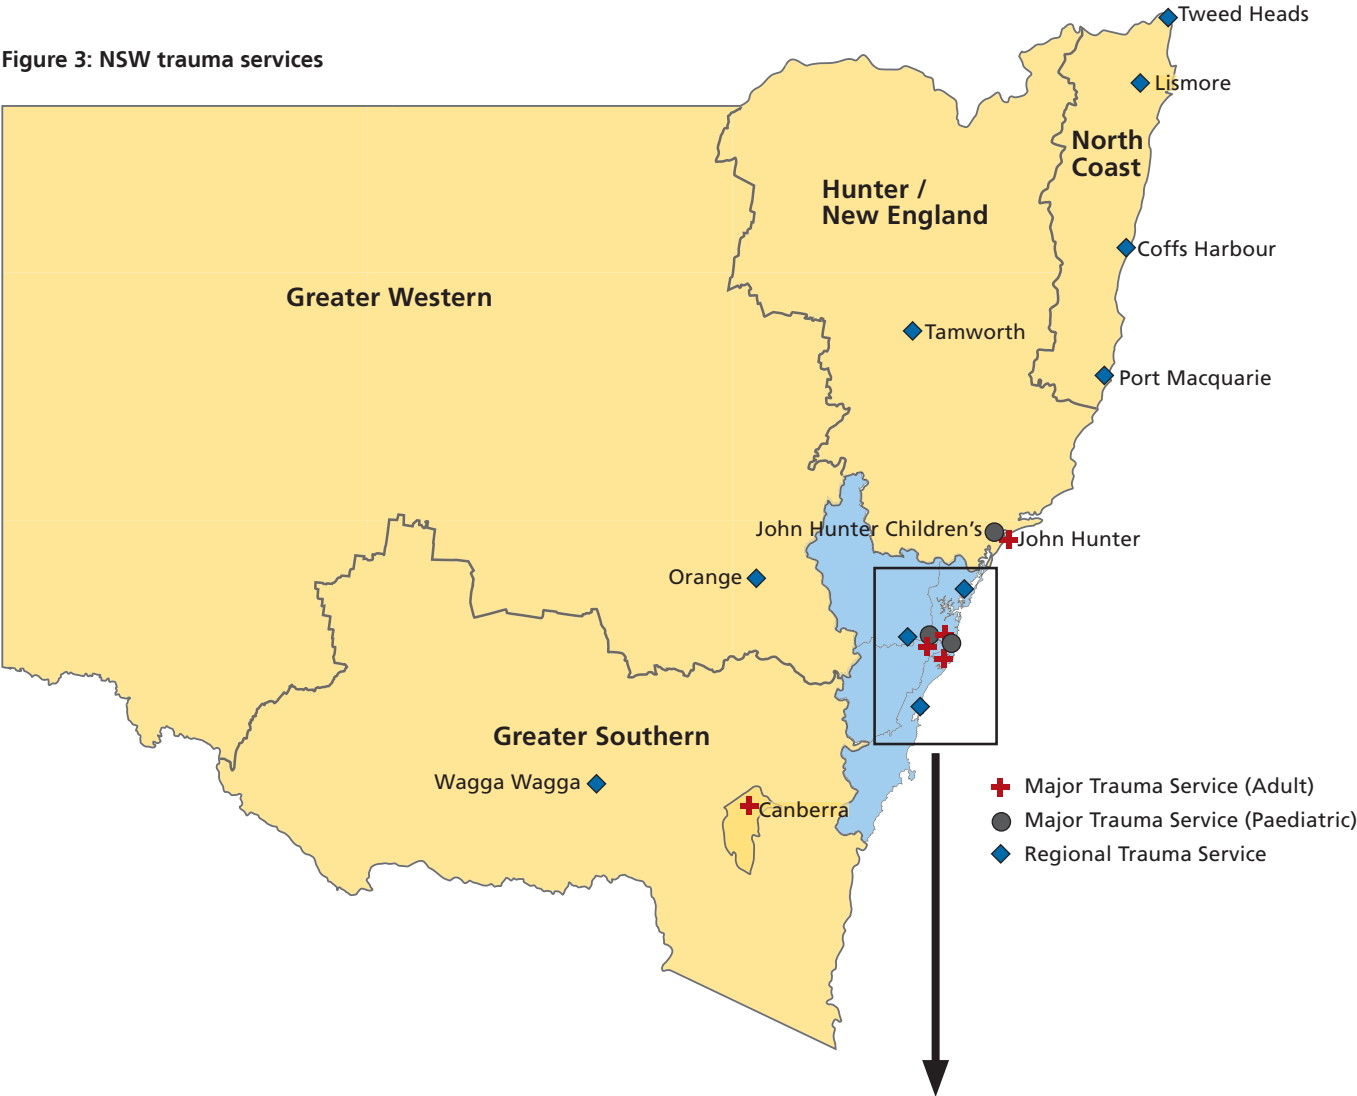 Tweed Heads
Figure 3: NSW trauma services
Lismore
North
Coast
Hunter /
New England
Coffs Harbour
Greater Western
Tamworth
Port Macquarie
John Hunter Children's
John Hunter
Orange
Greater Southern
Wagga Wagga
Canberra
Major Trauma Service (Adult)
Major Trauma Service (Paediatric)
Regional Trauma Service